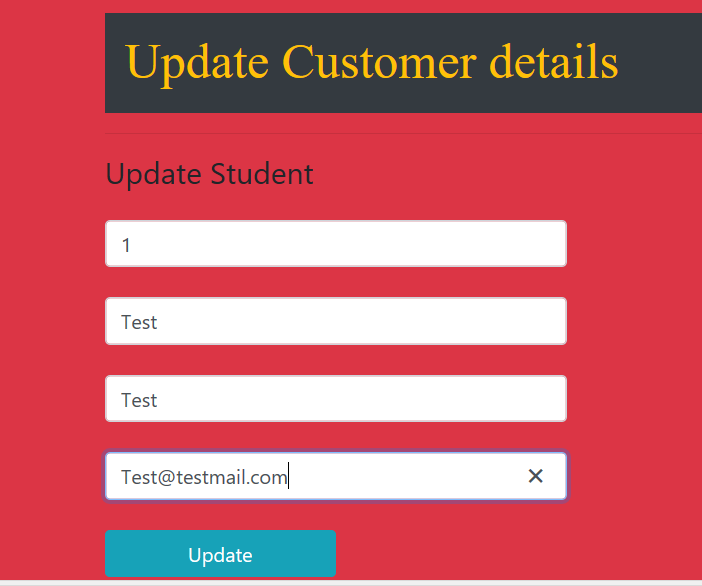 Update Customer details
Update Student
1
Test
Test
Test@testmail.com
Update